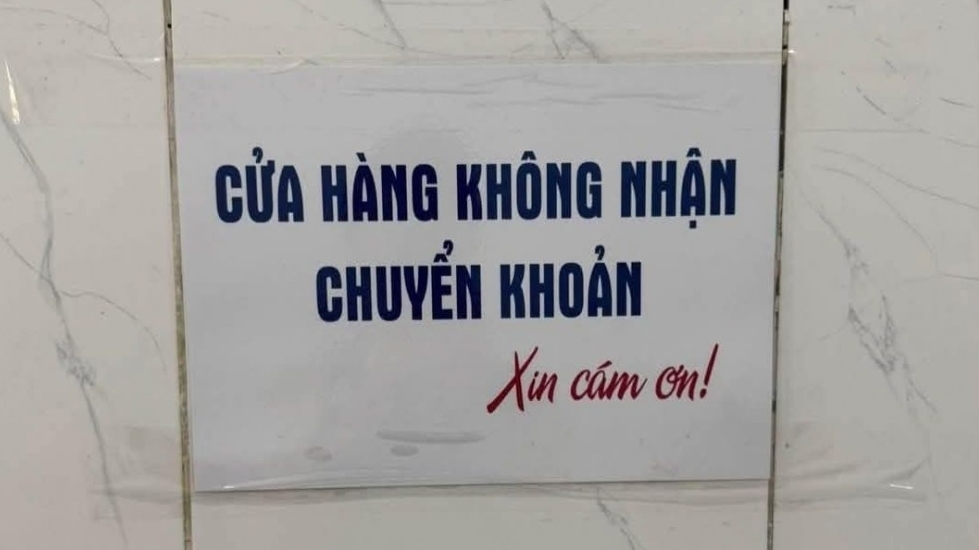 CỬA HÀNG KHÔNG NHẬN
CHUYỂN KHOẢN
Xin cám ơn!